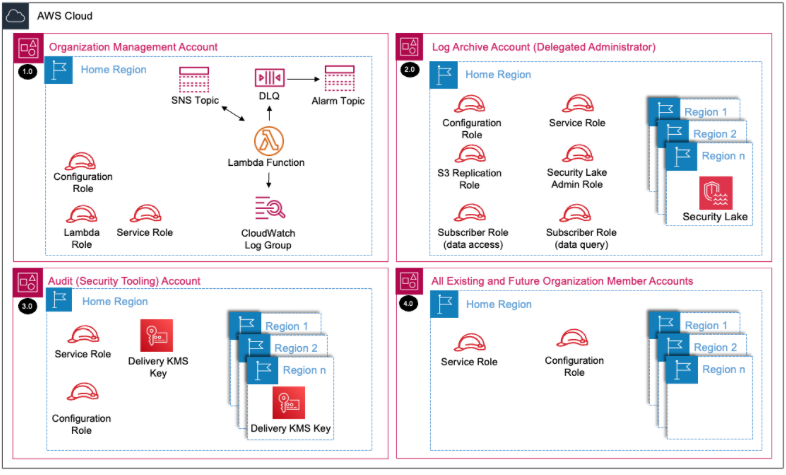 AWS Cloud
Organization Management Account
1.0
Home Region
SNS Topic
DLQ
Alarm Topic
Lambda Function
Configuration
Role
Lambda
Role
Service Role
CloudWatch
Log Group
Log Archive Account (Delegated Administrator)
2.0
Home Region
Configuration
Role
Service Role
S3 Replication
Role
Security Lake
Admin Role
Subscriber Role
(data access)
Subscriber Role
(data query)
Region 1
Region 2
Region n
Security Lake
Audit (Security Tooling) Account
3.0
Home Region
Service Role
Delivery KMS
Key
Configuration
Role
Region 1
Region 2
Region n
Delivery KMS Key
All Existing and Future Organization Member Accounts
4.0
Home Region
Service Role
Configuration
Role
Region 1
Region 2
Region n